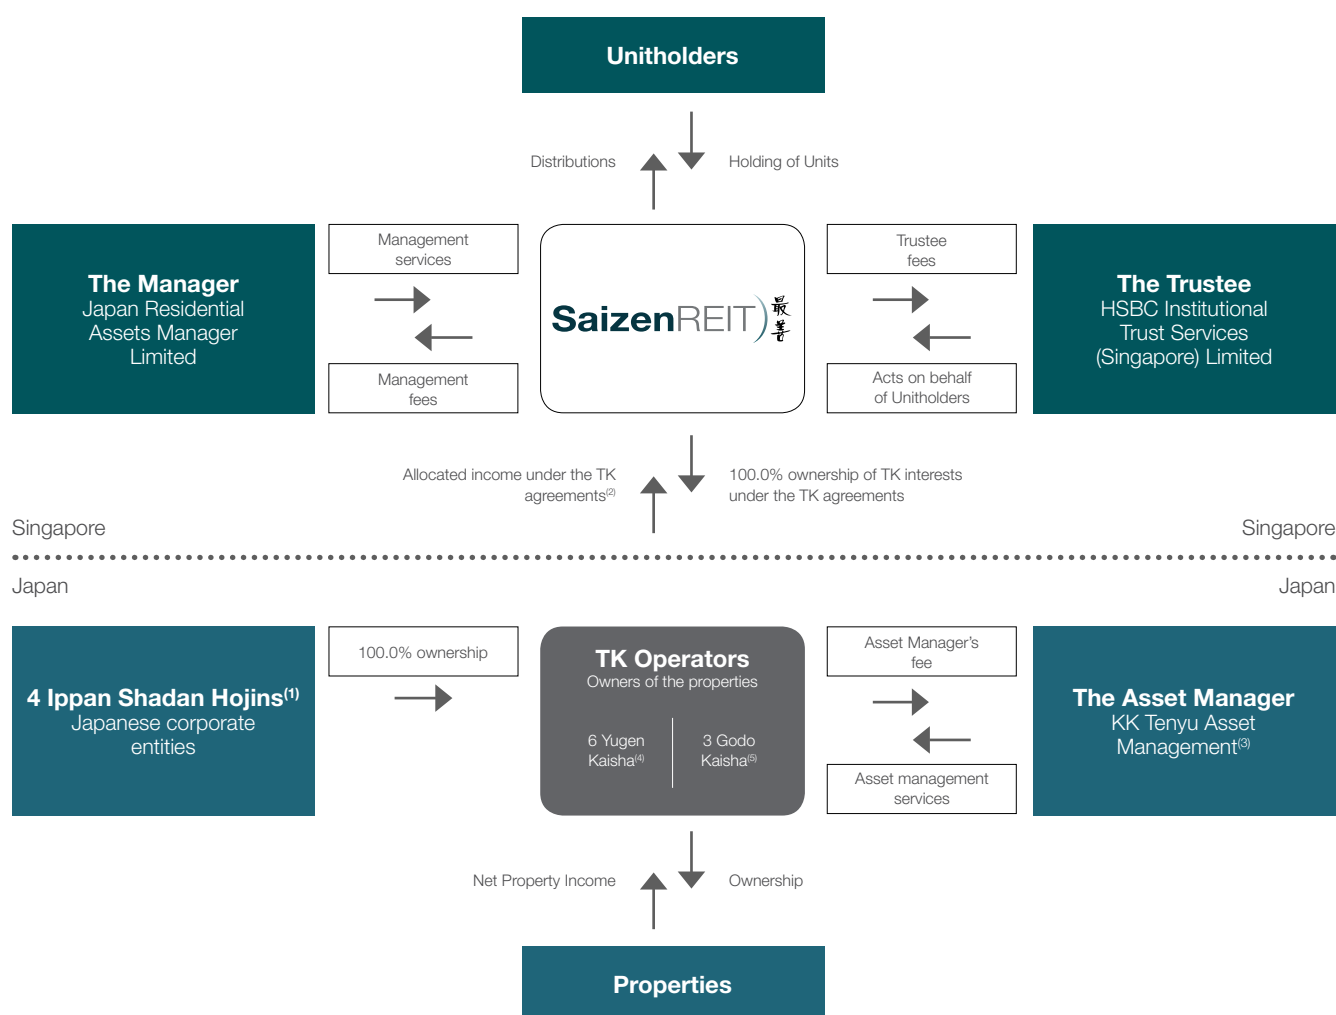 Unitholders
Distributions
Holding of Units
The Manager
Japan Residential
Assets Manager
Limited
Management
services
Management
fees
SaizenREIT
最善
Trustee
fees
Acts on behalf
of Unitholders
The Trustee
HSBC Institutional
Trust Services
(Singapore) Limited
Allocated income under the TK
agreements(2)
100.0% ownership of TK interests
under the TK agreements
Singapore
Singapore
Japan
Japan
4 Ippan Shadan Hojins(1)
Japanese corporate
entities
100.0% ownership
TK Operators
Owners of the properties
6 Yugen
Kaisha(4)
3 Godo
Kaisha(5)
Asset Manager's
fee
Asset management
services
The Asset Manager
KK Tenyu Asset
Management(3)
Net Property Income
Ownership
Properties